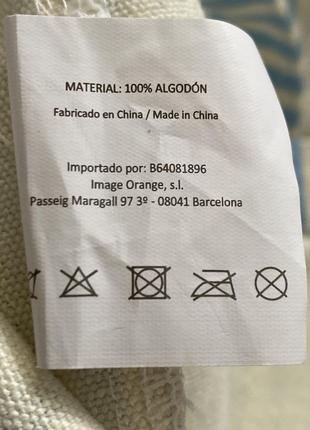 MATERIAL: 100% ALGODÓN
Fabricado en China / Made in China
Importado por: B64081896
Image Orange, s.l.
Passeig Maragall 97 3º - 08041 Barcelona